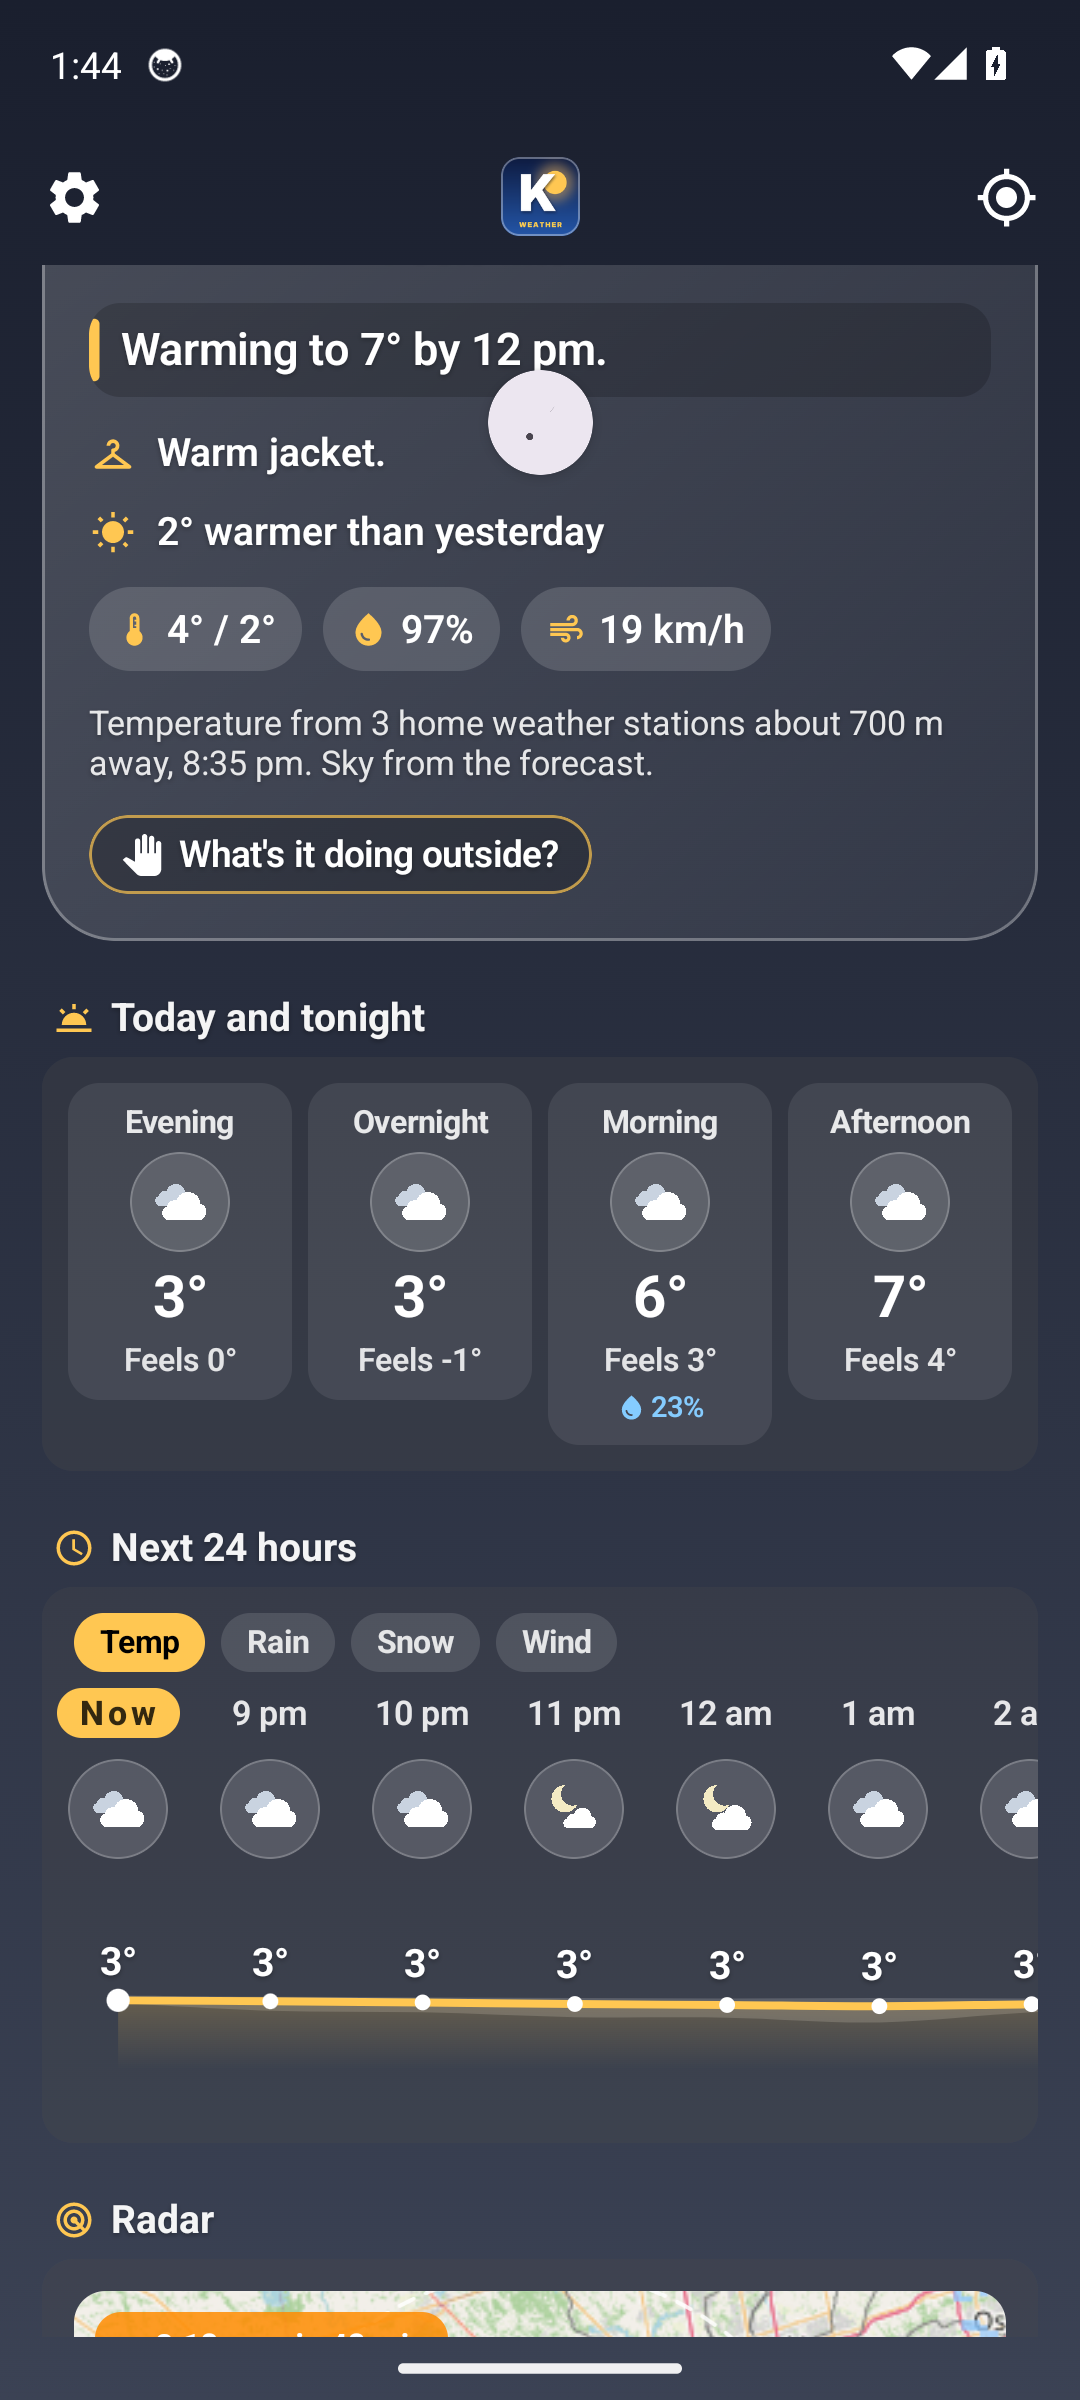 1:44
K
WEATHER
Warming to 7° by 12 pm.
Warm jacket.
2° warmer than yesterday
4° / 2° 97% 19 km/h
Temperature from 3 home weather stations about 700 m
away, 8:35 pm. Sky from the forecast.
What's it doing outside?
Today and tonight
Evening Overnight Morning Afternoon
3° 3° 6° 7°
Feels 0° Feels -1° Feels 3° Feels 4°
23%
Next 24 hours
Temp Rain Snow Wind
Now 9 pm 10 pm 11 pm 12 am 1 am 2 a
3° 3° 3° 3° 3° 3° 3°
Radar
Os